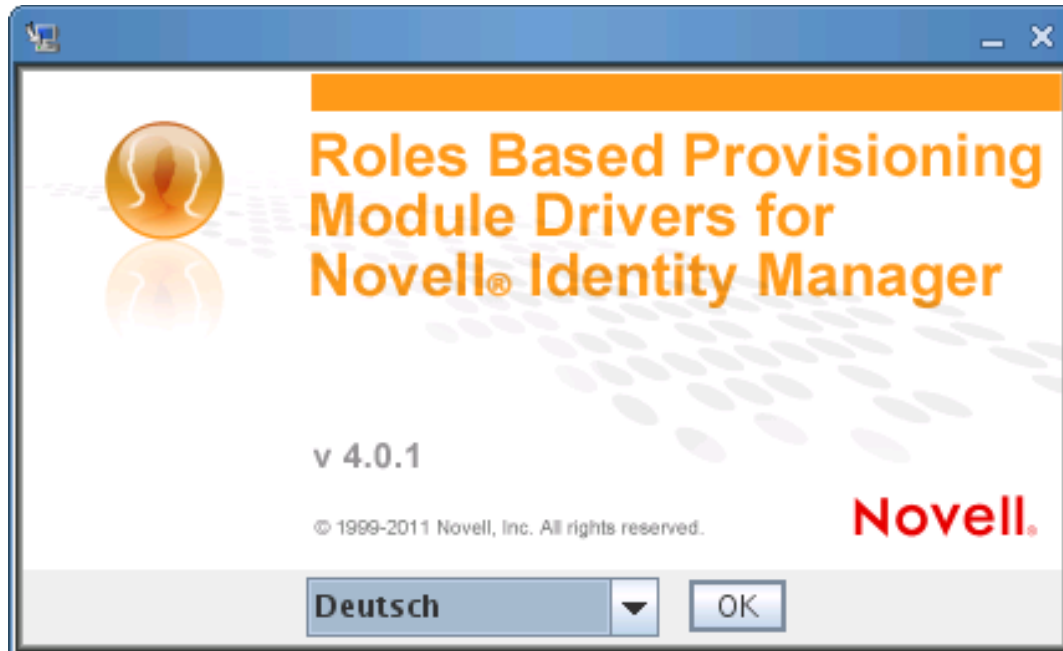 Roles Based Provisioning
Module Drivers for
Novell® Identity Manager
v 4.0.1
© 1999-2011 Novell, Inc. All rights reserved.
Novell®
Deutsch
OK